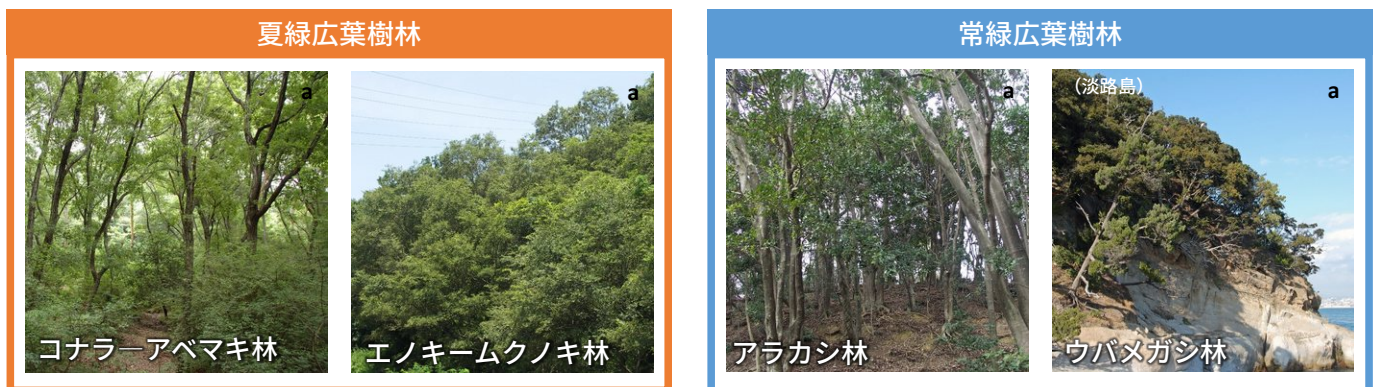 夏緑広葉樹林
a
コナラ―アベマキ林
a
エノキームクノキ林
常緑広葉樹林
a
アラカシ林
（淡路島）
a
ウバメガシ林